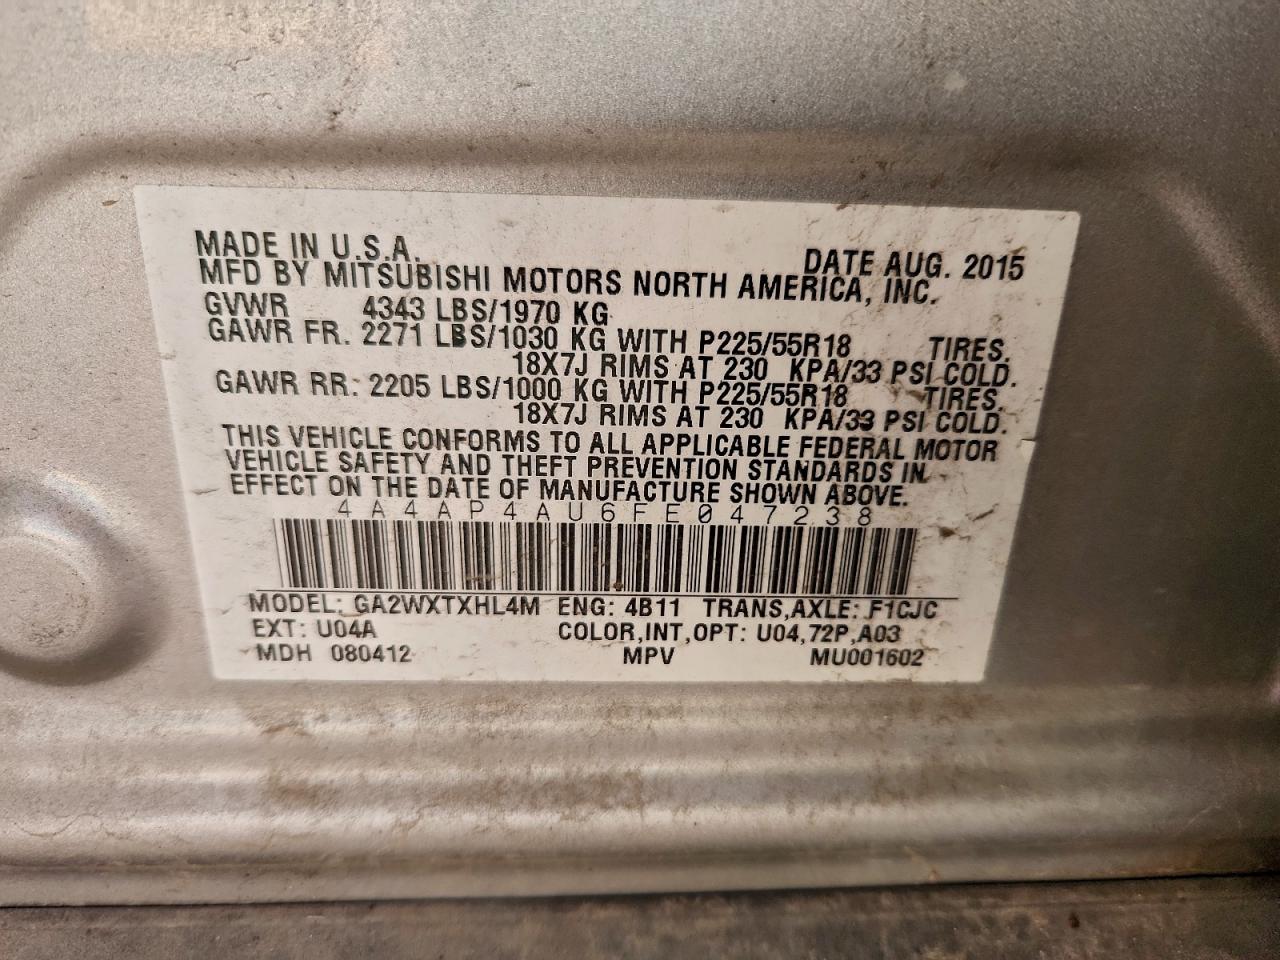 MADE IN U.S.A. DATE AUG. 2015
MFD BY MITSUBISHI MOTORS NORTH AMERICA, INC.
GVWR 4343 LBS/1970 KG
GAWR FR. 2271 LBS/1030 KG WITH P225/55R18 TIRES.
18X7J RIMS AT 230 KPA/33 PSI COLD.
GAWR RR: 2205 LBS/1000 KG WITH P225/55R18 TIRES.
18X7J RIMS AT 230 KPA/33 PSI COLD.
THIS VEHICLE CONFORMS TO ALL APPLICABLE FEDERAL MOTOR
VEHICLE SAFETY AND THEFT PREVENTION STANDARDS IN
EFFECT ON THE DATE OF MANUFACTURE SHOWN ABOVE.
4A4AP4AU6FE047238
MODEL: GA2WXTXHL4M ENG: 4B11 TRANS,AXLE: F1CJC
EXT: U04A COLOR,INT,OPT: U04,72P,A03
MDH 080412 MPV MU001602